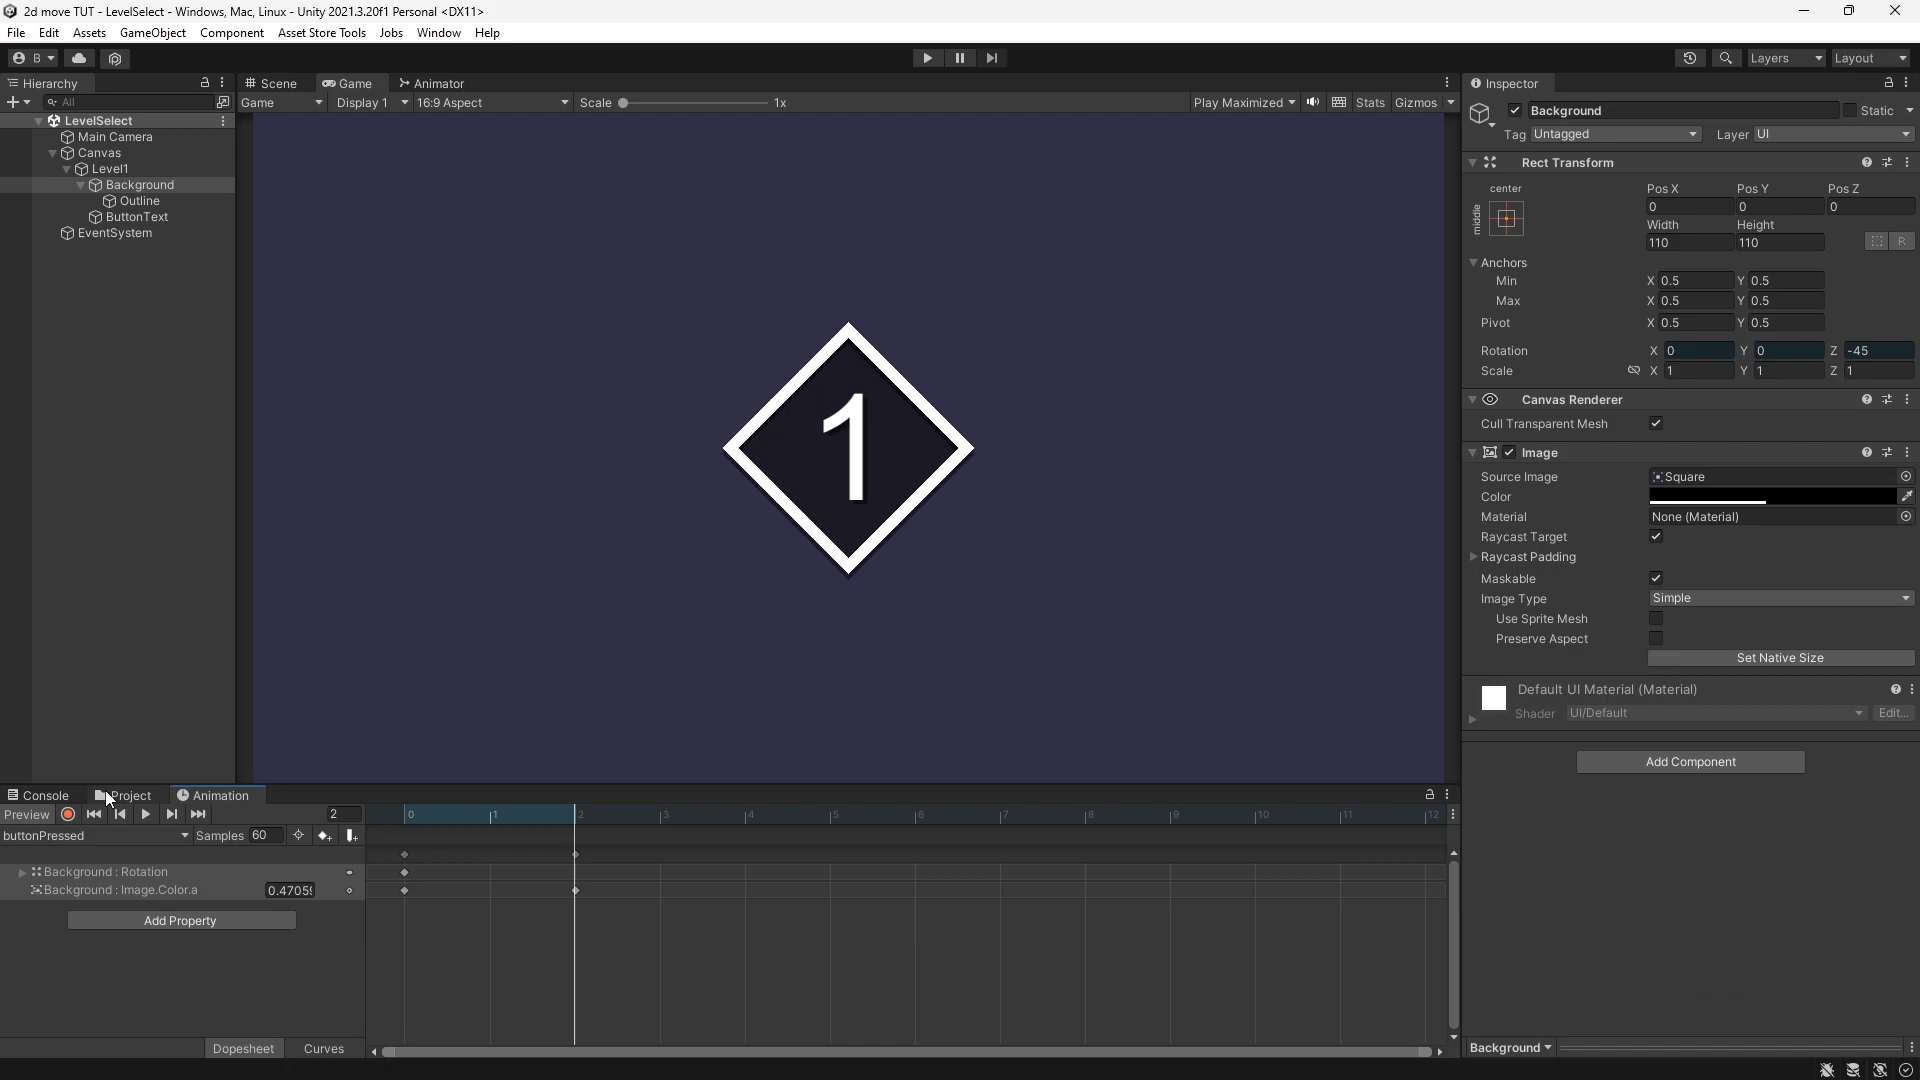 2d move TUT - LevelSelect - Windows, Mac, Linux - Unity 2021.3.20f1 Personal <DX11>
File Edit Assets GameObject Component Asset Store Tools Jobs Window Help
B Layers Layout
Hierarchy
All
LevelSelect
Main Camera
Canvas
Level1
Background
Outline
ButtonText
EventSystem
Scene Game Animator
Game Display 1 16:9 Aspect Scale 1x Play Maximized Stats Gizmos
1
Inspector
Background Static
Tag Untagged Layer UI
Rect Transform
center
middle
Pos X Pos Y Pos Z
0 0 0
Width Height
110 110 R
Anchors
Min X 0.5 Y 0.5
Max X 0.5 Y 0.5
Pivot X 0.5 Y 0.5
Rotation X 0 Y 0 Z -45
Scale X 1 Y 1 Z 1
Canvas Renderer
Cull Transparent Mesh
Image
Source Image Square
Color
Material None (Material)
Raycast Target
Raycast Padding
Maskable
Image Type Simple
Use Sprite Mesh
Preserve Aspect
Set Native Size
Default UI Material (Material)
Shader UI/Default Edit...
Add Component
Background
Console Project Animation
Preview 2
0 1 2 3 4 5 6 7 8 9 10 11 12
buttonPressed Samples 60
Background : Rotation
Background : Image.Color.a 0.4705
Add Property
Dopesheet Curves